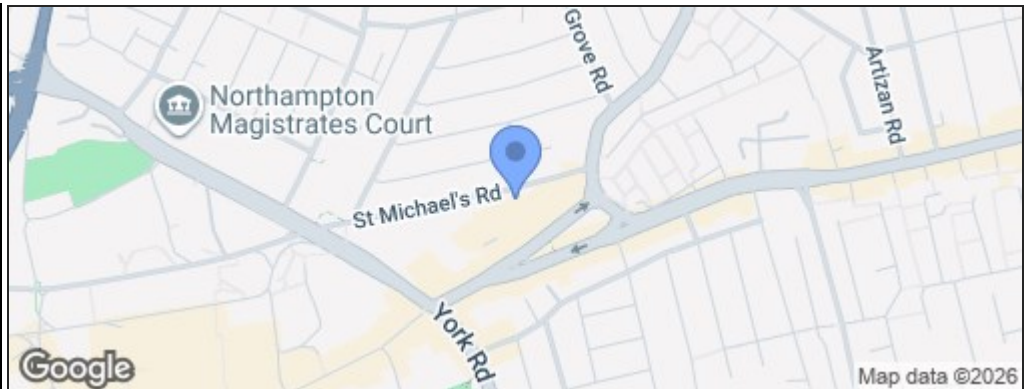 Grove Rd
Artizan Rd
Northampton
Magistrates Court
St Michael's Rd
York Rd
Google
Map data ©2026